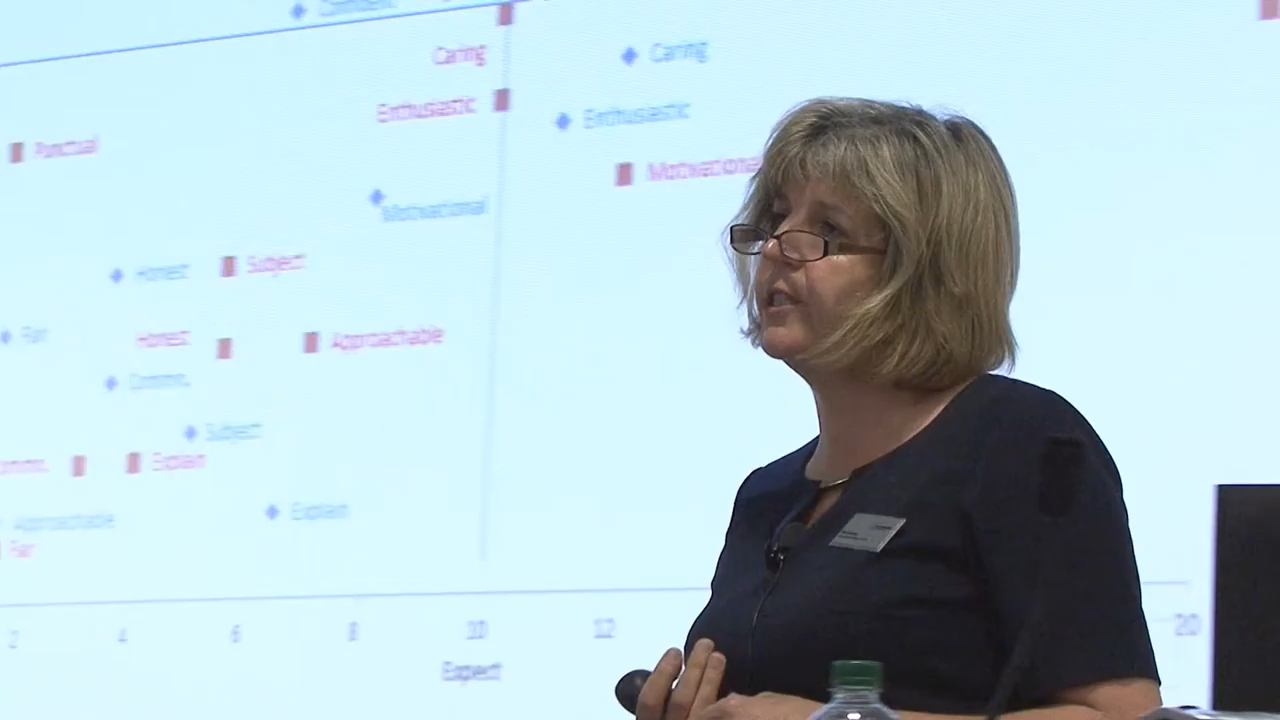 Confident
Caring
Caring
Enthusiastic
Enthusiastic
Punctual
Motivational
Motivational
Honest
Subject
Fair
Honest
Approachable
Comms.
Subject
Comms.
Explain
Approachable
Explain
Fair
2 4 6 8 10 12 20
Expect